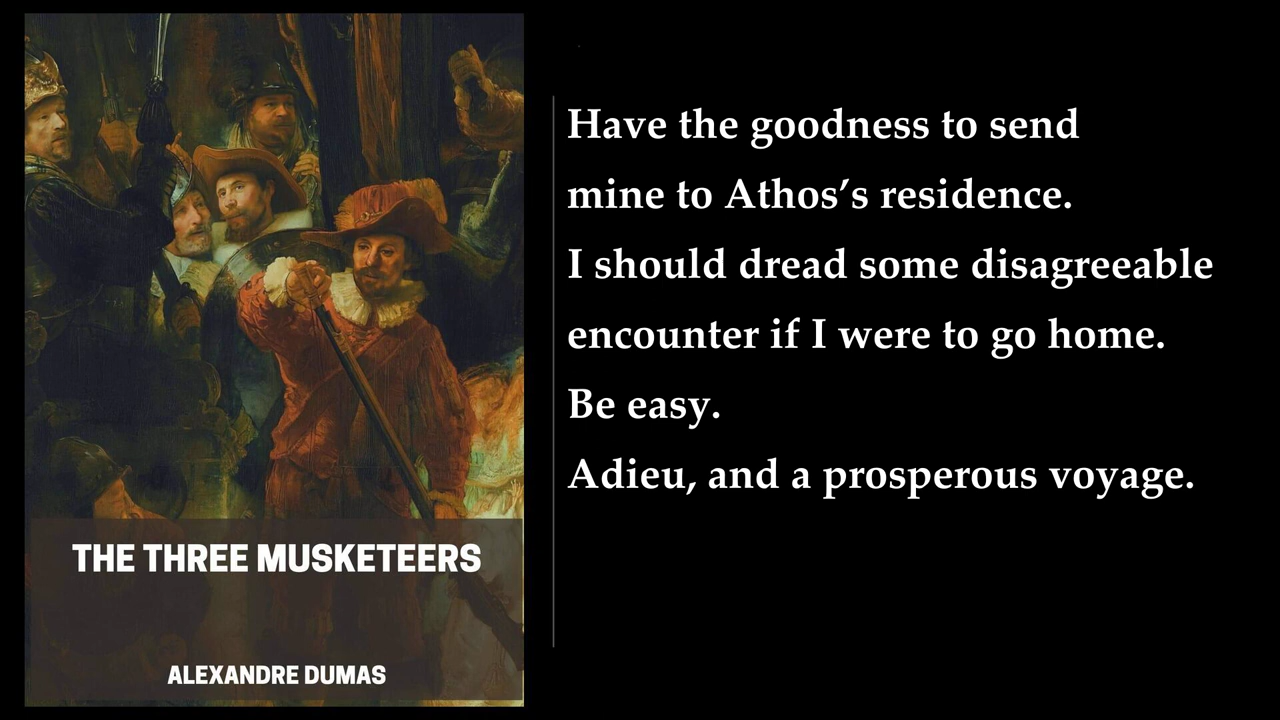 THE THREE MUSKETEERS
ALEXANDRE DUMAS
Have the goodness to send
mine to Athos’s residence.
I should dread some disagreeable
encounter if I were to go home.
Be easy.
Adieu, and a prosperous voyage.